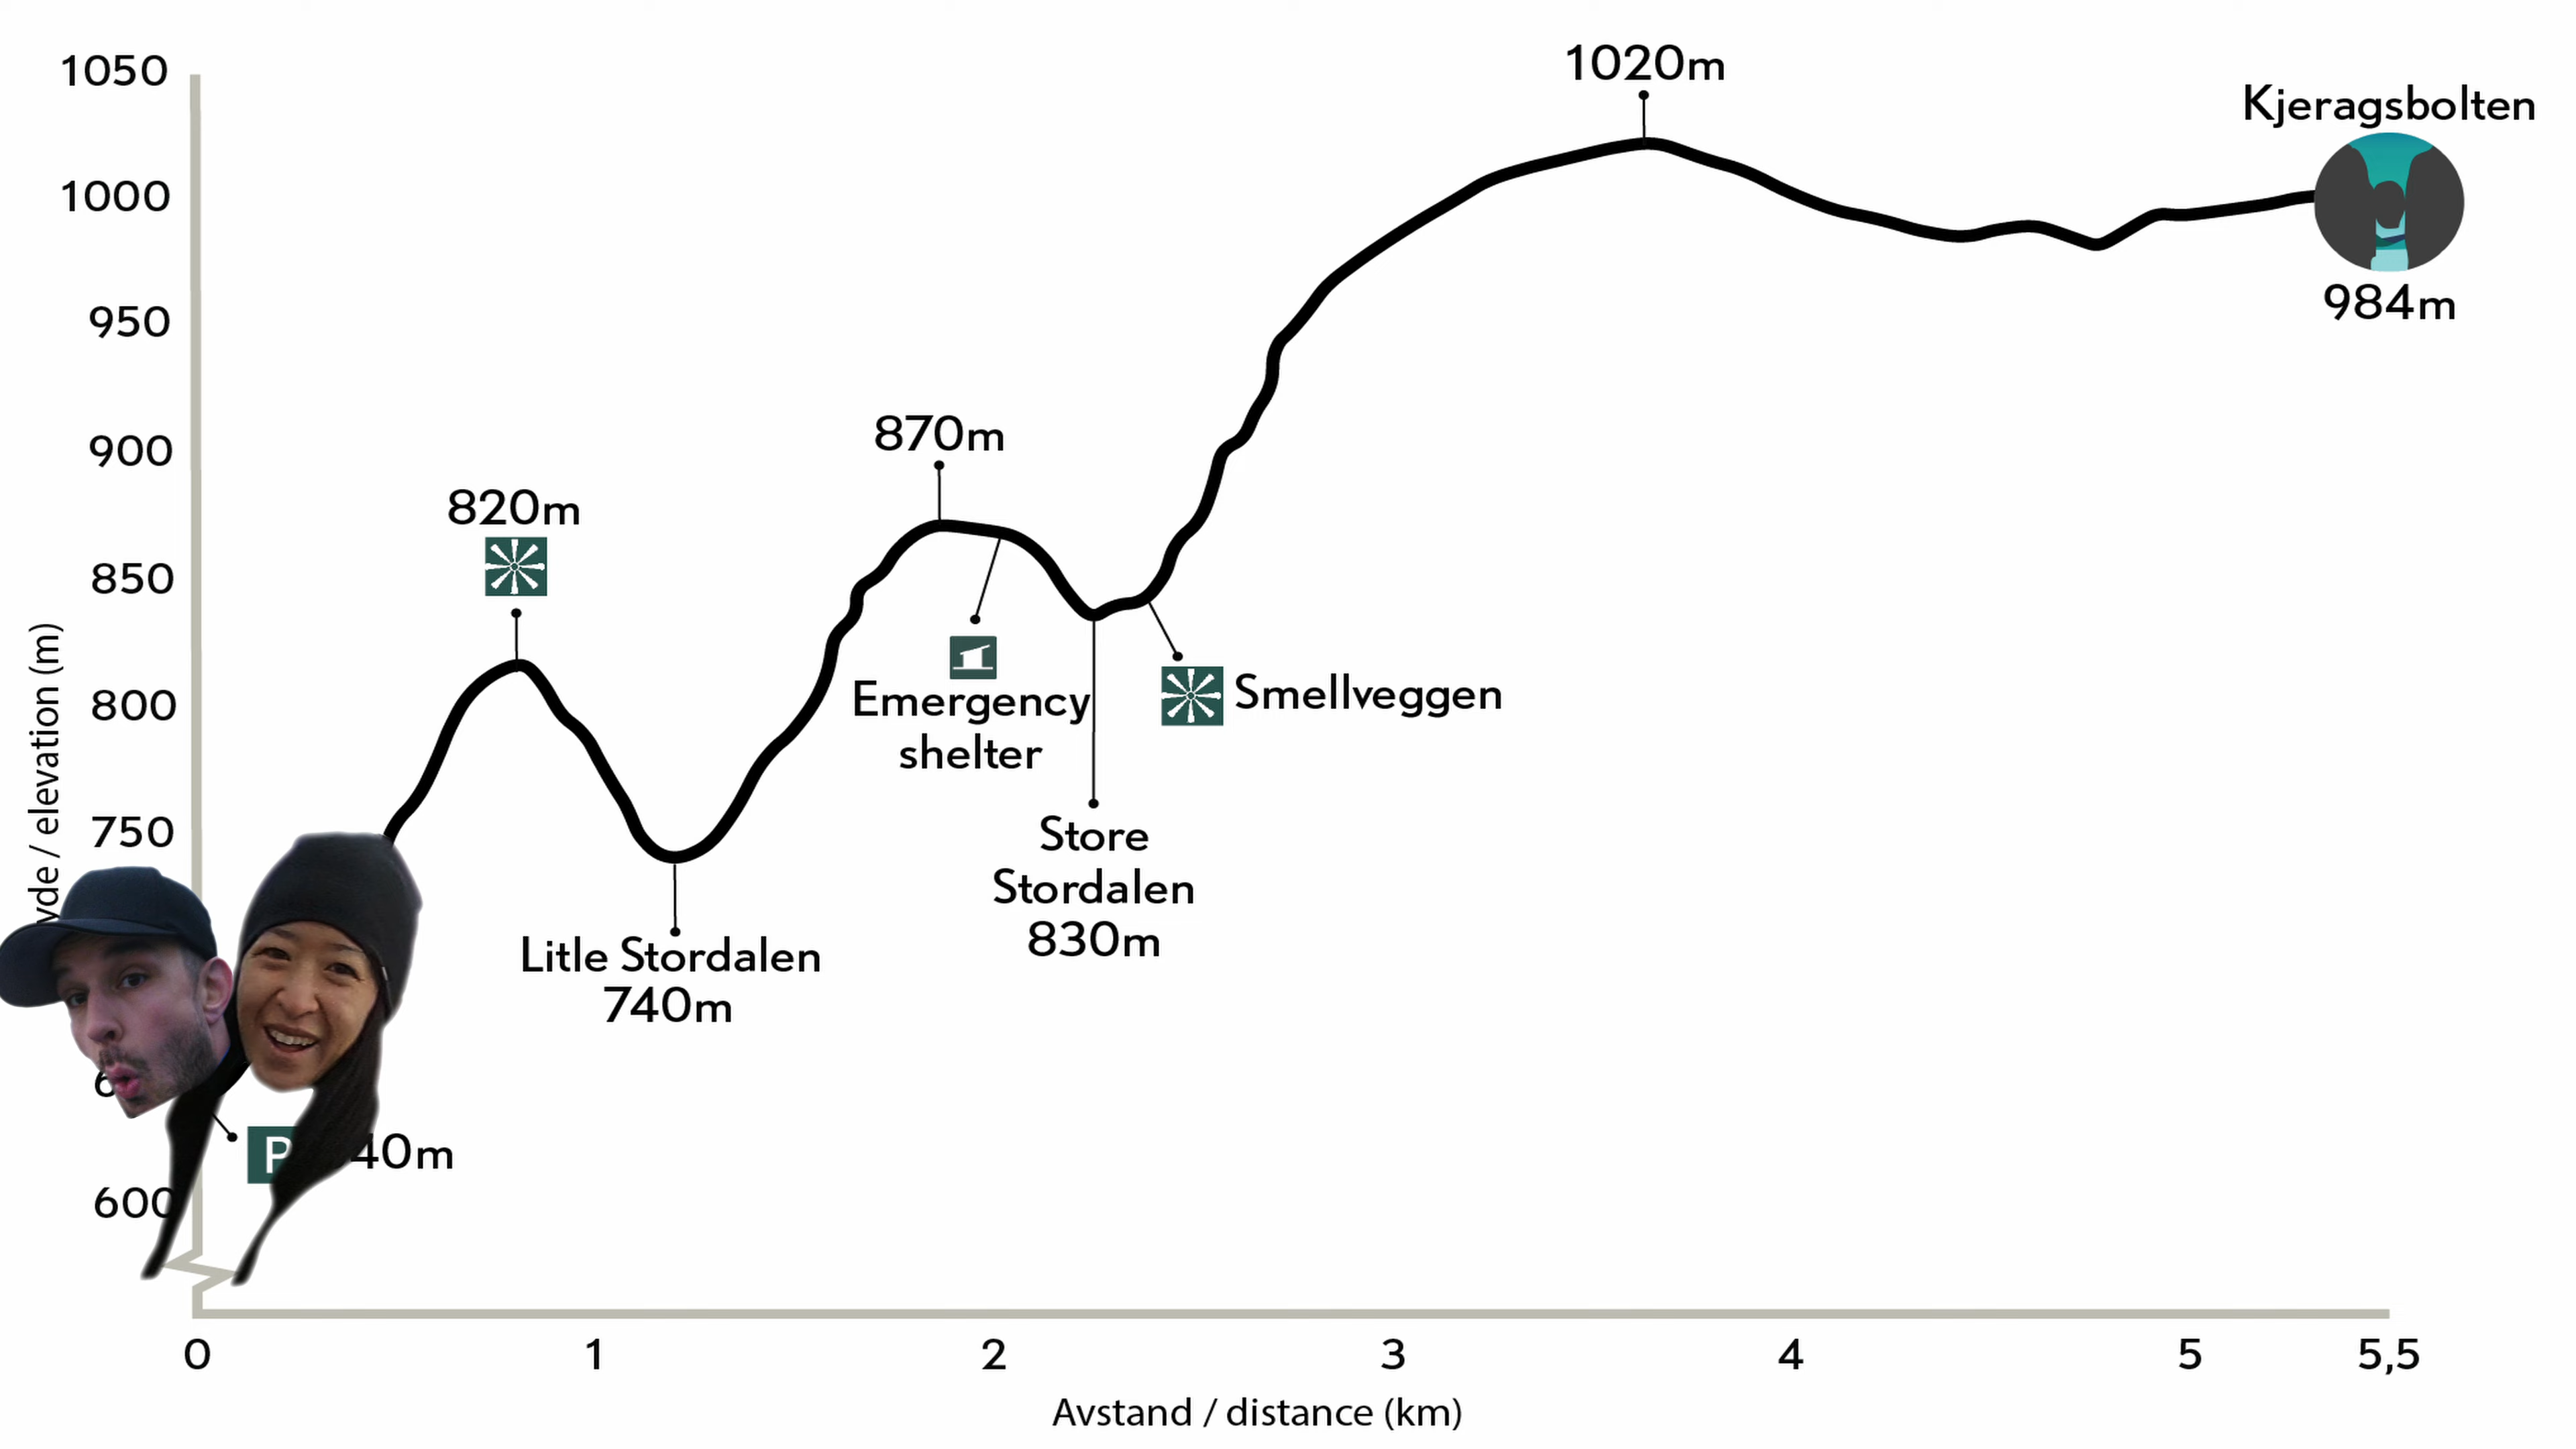 1050
1000
950
900
850
800
750
600
yde / elevation (m)
1020m
Kjeragsbolten
984m
870m
820m
Emergency
shelter
Smellveggen
Store
Stordalen
830m
Litle Stordalen
740m
P
40m
0
1
2
3
4
5
5,5
Avstand / distance (km)